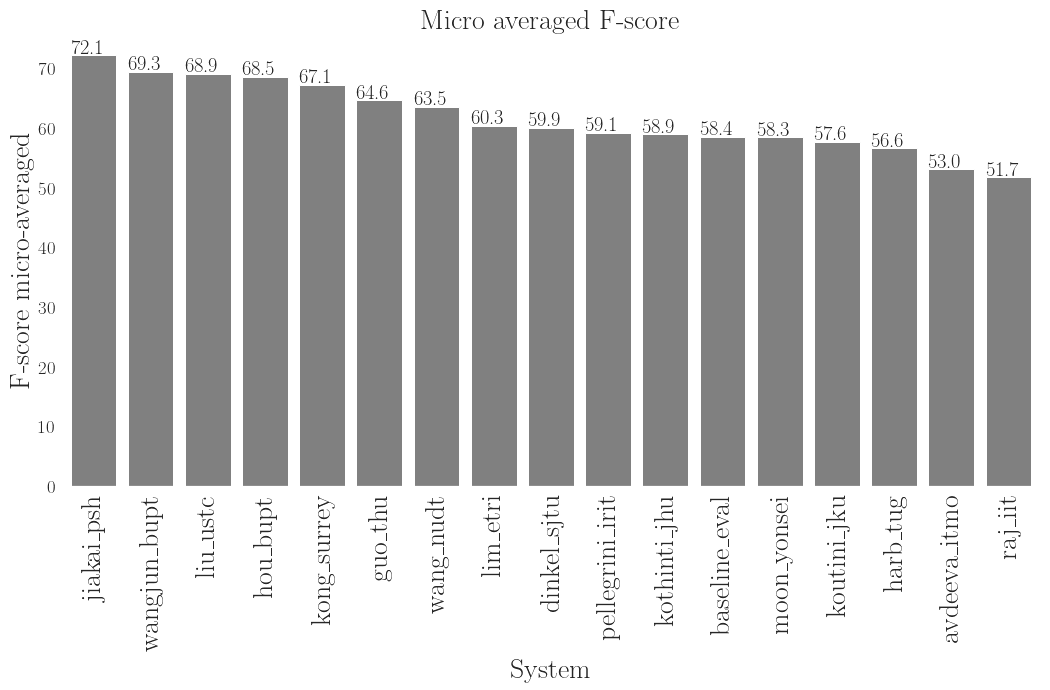 Micro averaged F-score
F-score micro-averaged
70
60
50
40
30
20
10
0
72.1
69.3
68.9
68.5
67.1
64.6
63.5
60.3
59.9
59.1
58.9
58.4
58.3
57.6
56.6
53.0
51.7
jiakai_psh
wangjun_bupt
liu_ustc
hou_bupt
kong_surrey
guo_thu
wang_nudt
lim_etri
dinkel_sjtu
pellegrini_irit
kothinti_jhu
baseline_eval
moon_yonsei
koutini_jku
harb_tug
avdeeva_itmo
raj_iit
System